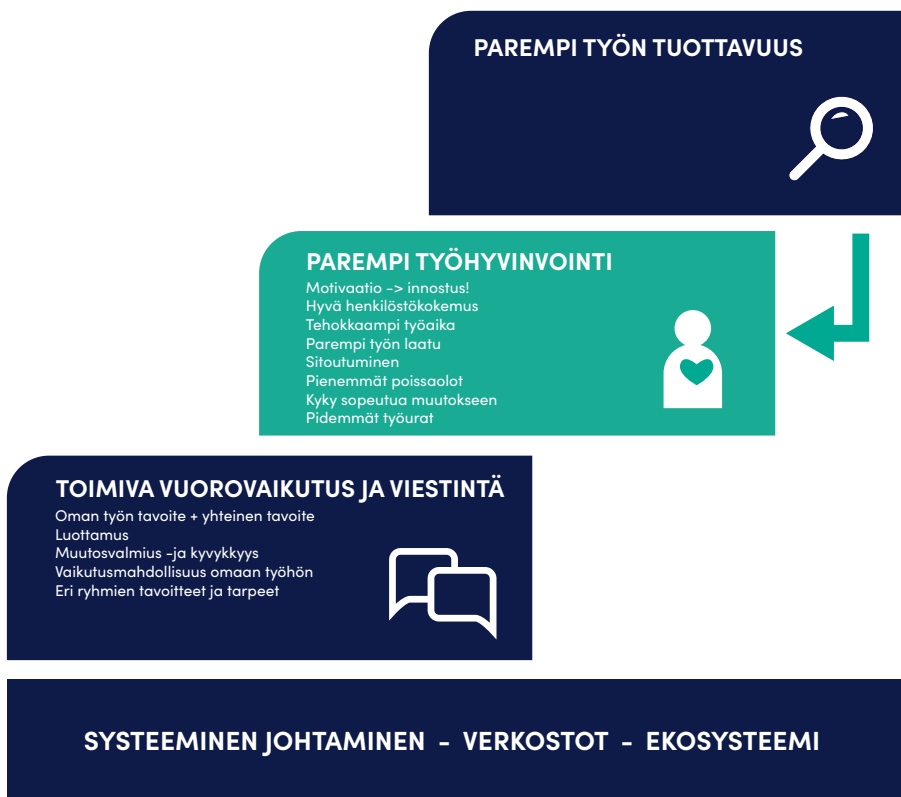 PAREMPI TYÖN TUOTTAVUUS
PAREMPI TYÖHYVINVOINTI
Motivaatio -> innostus!
Hyvä henkilöstökokemus
Tehokkaampi työaika
Parempi työn laatu
Sitoutuminen
Pienemmät poissaolot
Kyky sopeutua muutokseen
Pidemmät työurat
TOIMIVA VUOROVAIKUTUS JA VIESTINTÄ
Oman työn tavoite + yhteinen tavoite
Luottamus
Muutosvalmius -ja kyvykkyys
Vaikutusmahdollisuus omaan työhön
Eri ryhmien tavoitteet ja tarpeet
SYSTEEMINEN JOHTAMINEN - VERKOSTOT - EKOSYSTEEMI